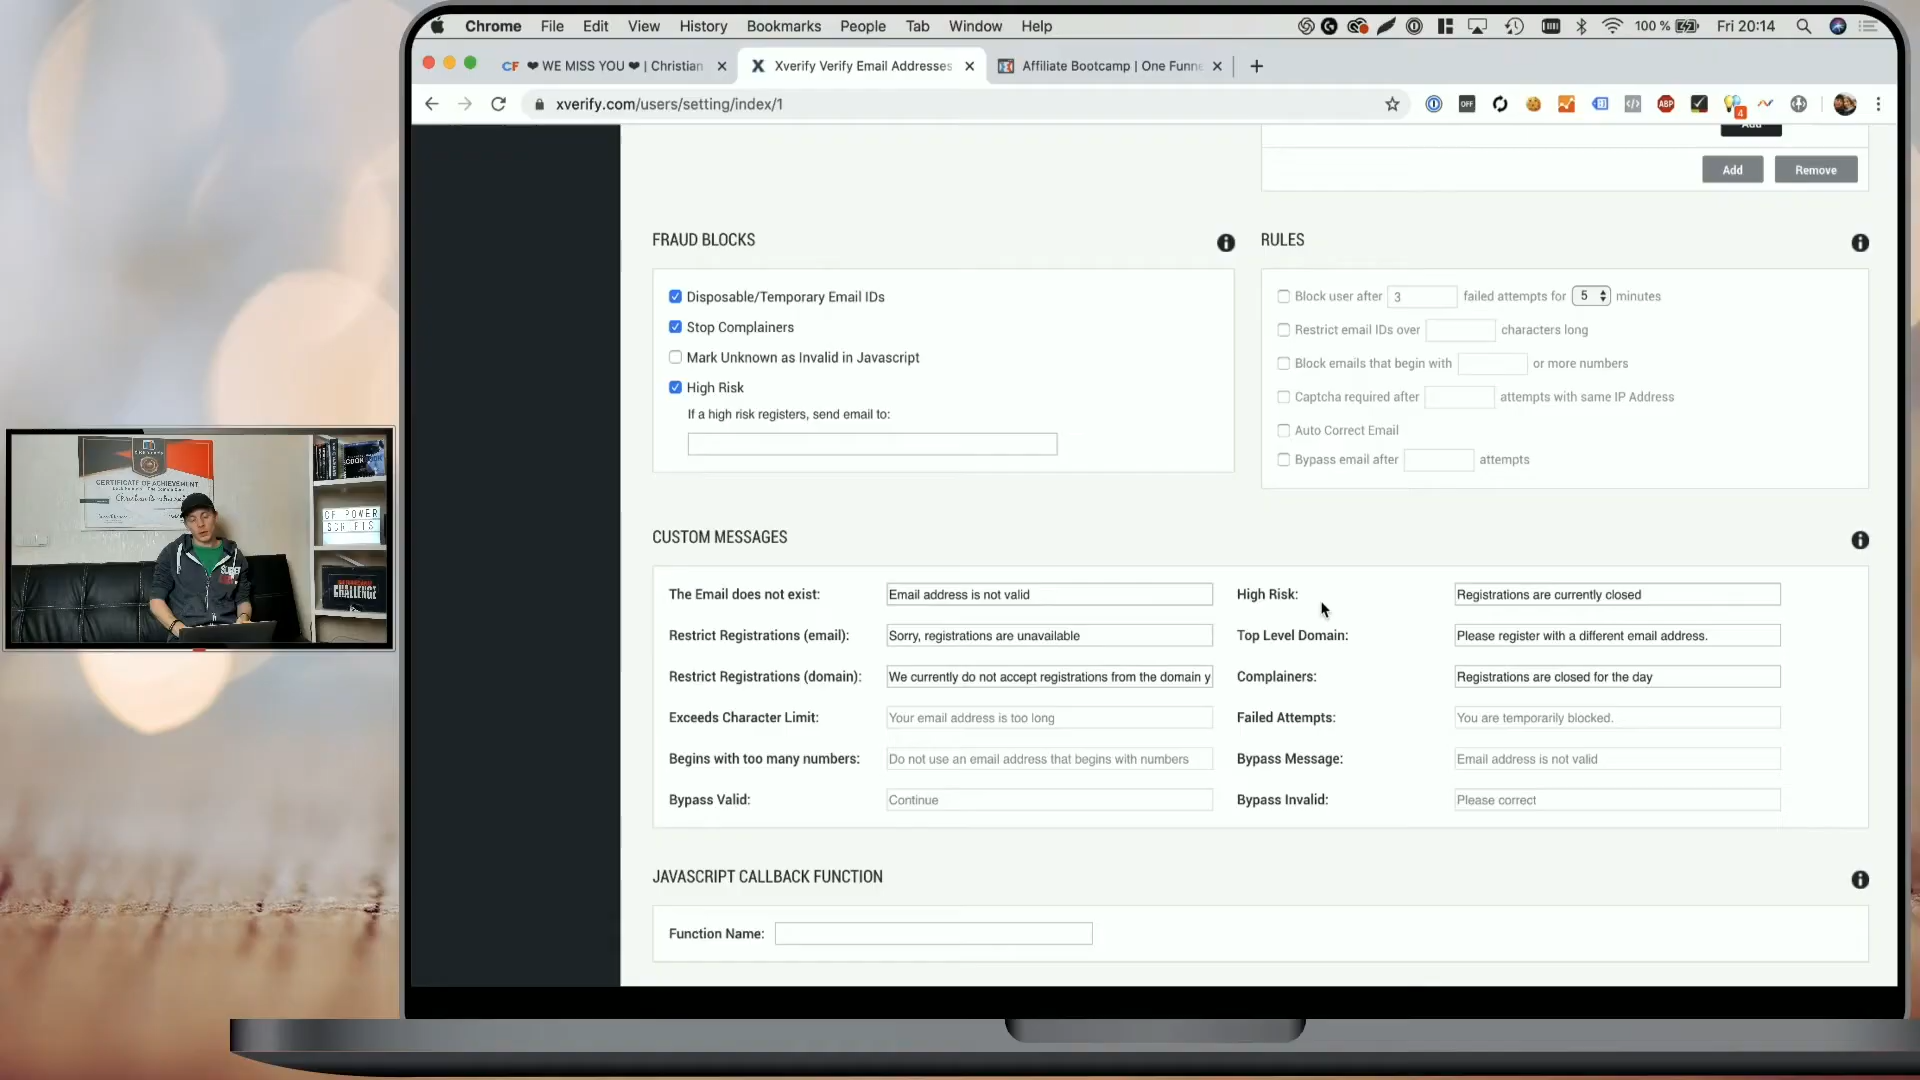 Chrome File Edit View History Bookmarks People Tab Window Help
100 % Fri 20:14
CF ❤ WE MISS YOU ❤ | Christian
X Xverify Verify Email Addresses
Affiliate Bootcamp | One Funne
xverify.com/users/setting/index/1
OFF
ABP
4
Add
Add Remove
FRAUD BLOCKS
Disposable/Temporary Email IDs
Stop Complainers
Mark Unknown as Invalid in Javascript
High Risk
If a high risk registers, send email to:
RULES
Block user after 3 failed attempts for 5 minutes
Restrict email IDs over characters long
Block emails that begin with or more numbers
Captcha required after attempts with same IP Address
Auto Correct Email
Bypass email after attempts
CUSTOM MESSAGES
The Email does not exist: Email address is not valid
High Risk: Registrations are currently closed
Restrict Registrations (email): Sorry, registrations are unavailable
Top Level Domain: Please register with a different email address.
Restrict Registrations (domain): We currently do not accept registrations from the domain y
Complainers: Registrations are closed for the day
Exceeds Character Limit: Your email address is too long
Failed Attempts: You are temporarily blocked.
Begins with too many numbers: Do not use an email address that begins with numbers
Bypass Message: Email address is not valid
Bypass Valid: Continue
Bypass Invalid: Please correct
JAVASCRIPT CALLBACK FUNCTION
Function Name:
CERTIFICATE OF ACHIEVEMENT
CF POWER
SCRIPTS
CHALLENGE